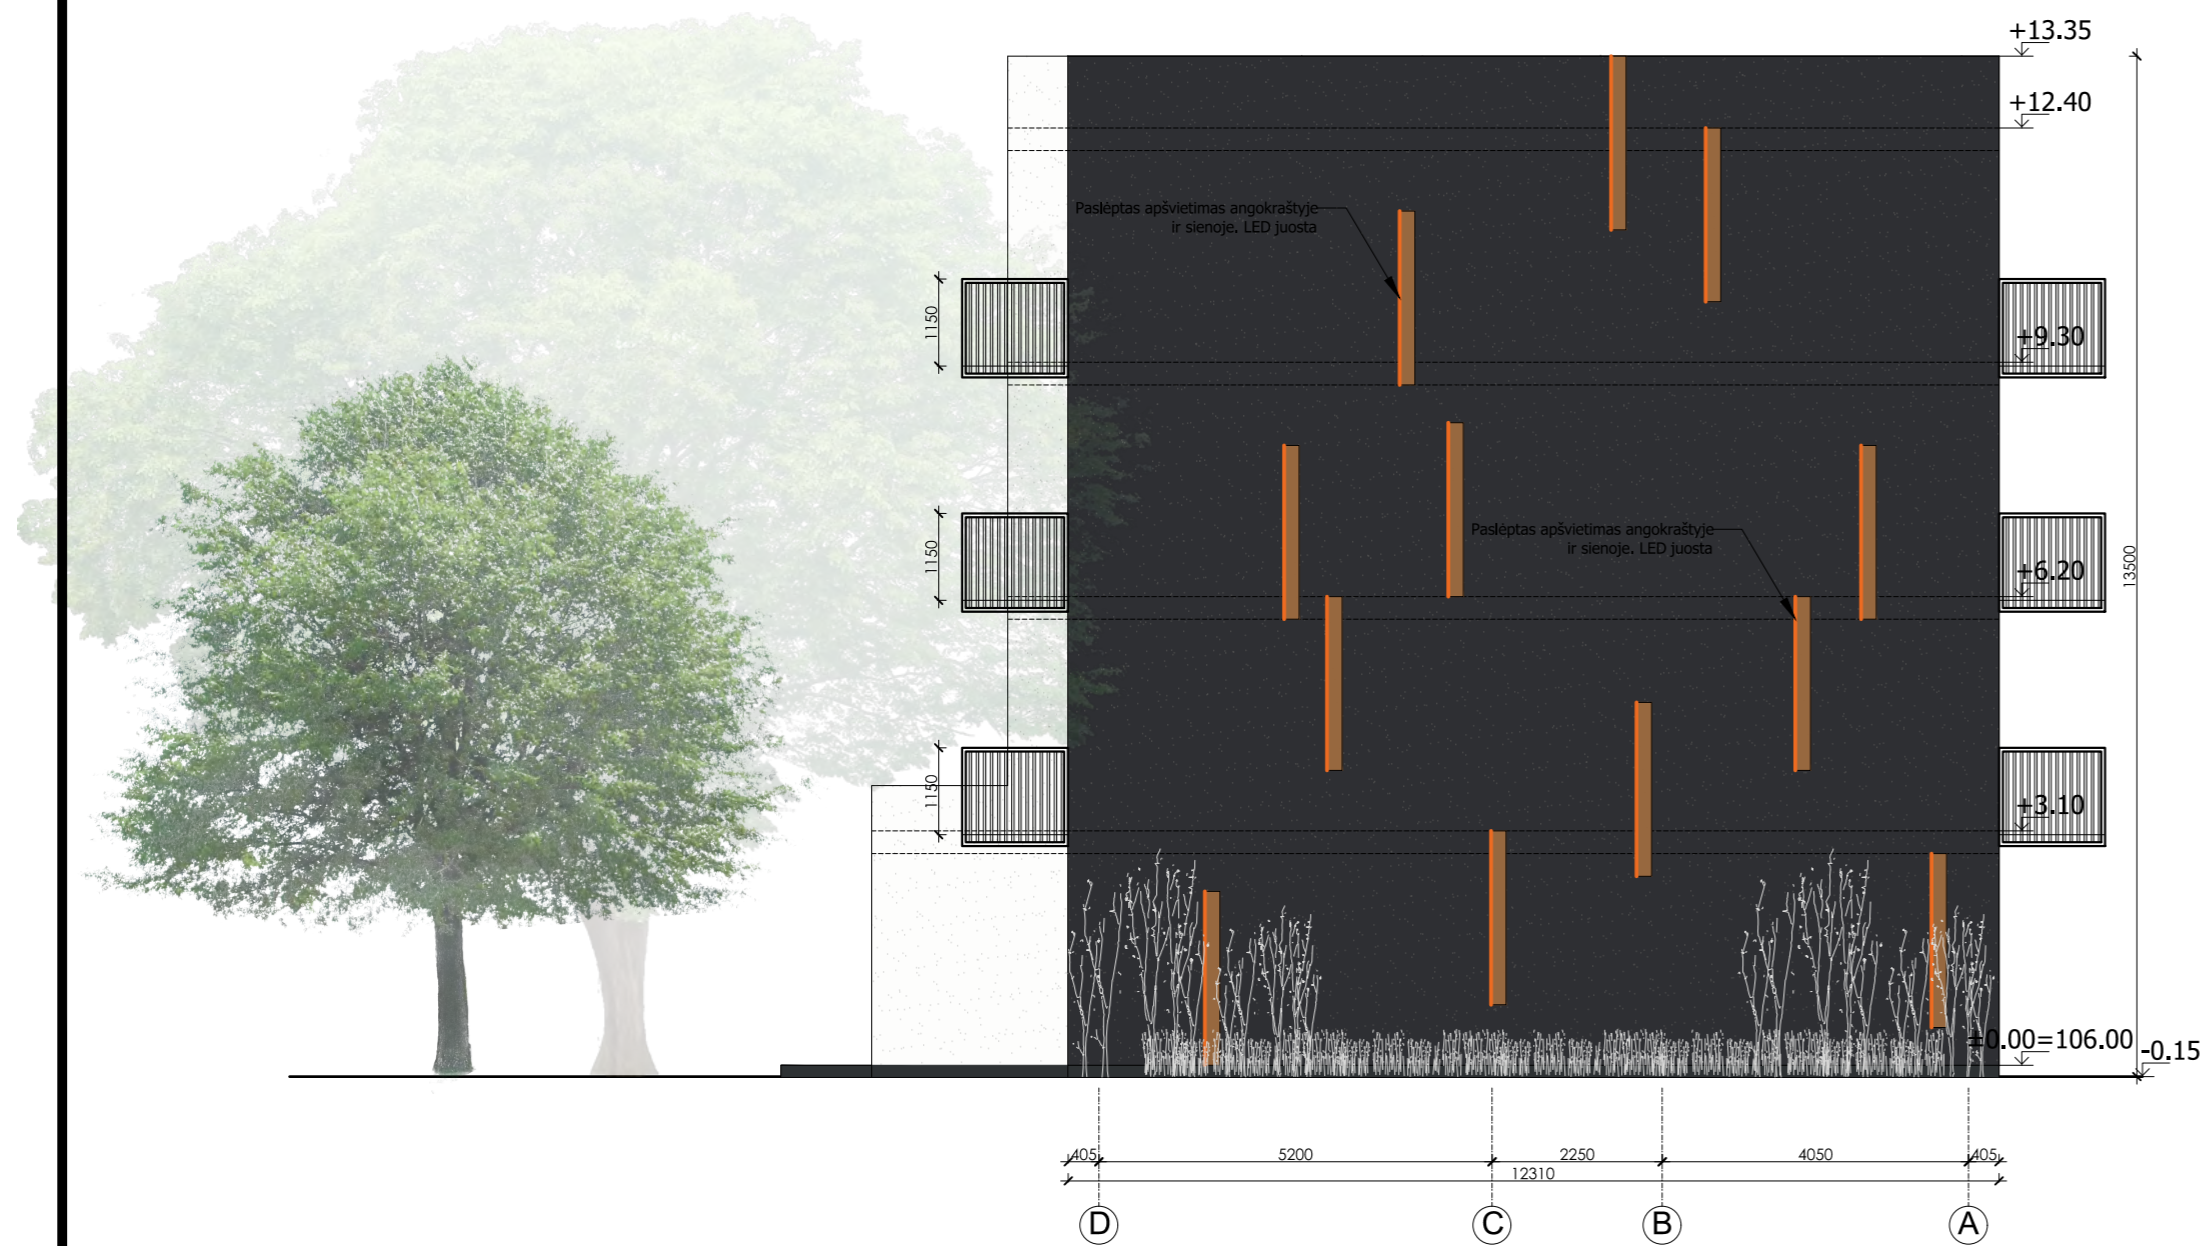 +13.35
+12.40
Paslėptas apšvietimas angokraštyje
ir sienoje. LED juosta
1150
+9.30
Paslėptas apšvietimas angokraštyje
ir sienoje. LED juosta
1150
+6.20
13500
1150
+3.10
±0.00=106.00
-0.15
405
5200
2250
4050
405
12310
D
C
B
A